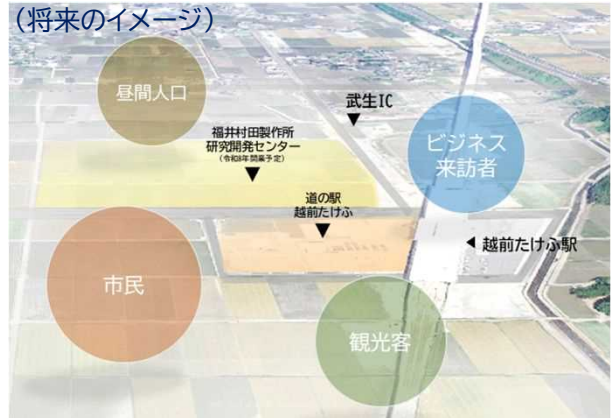 （将来のイメージ）
昼間人口
武生IC
▼
福井村田製作所
研究開発センター
（令和8年開業予定）
▼
ビジネス
来訪者
道の駅
越前たけふ
▼
◀ 越前たけふ駅
市民
観光客